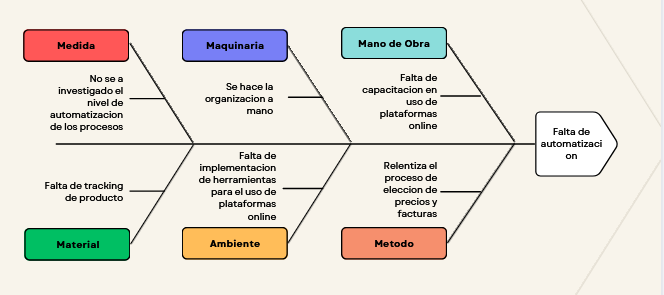 Medida
Maquinaria
Mano de Obra
No se a
investigado el
nivel de
automatizacion
de los procesos
Se hace la
organizacion a
mano
Falta de
capacitacion en
uso de
plataformas
online
Falta de
automatizaci
on
Falta de tracking
de producto
Falta de
implementacion
de herramientas
para el uso de
plataformas
online
Relentiza el
proceso de
eleccion de
precios y
facturas
Material
Ambiente
Metodo